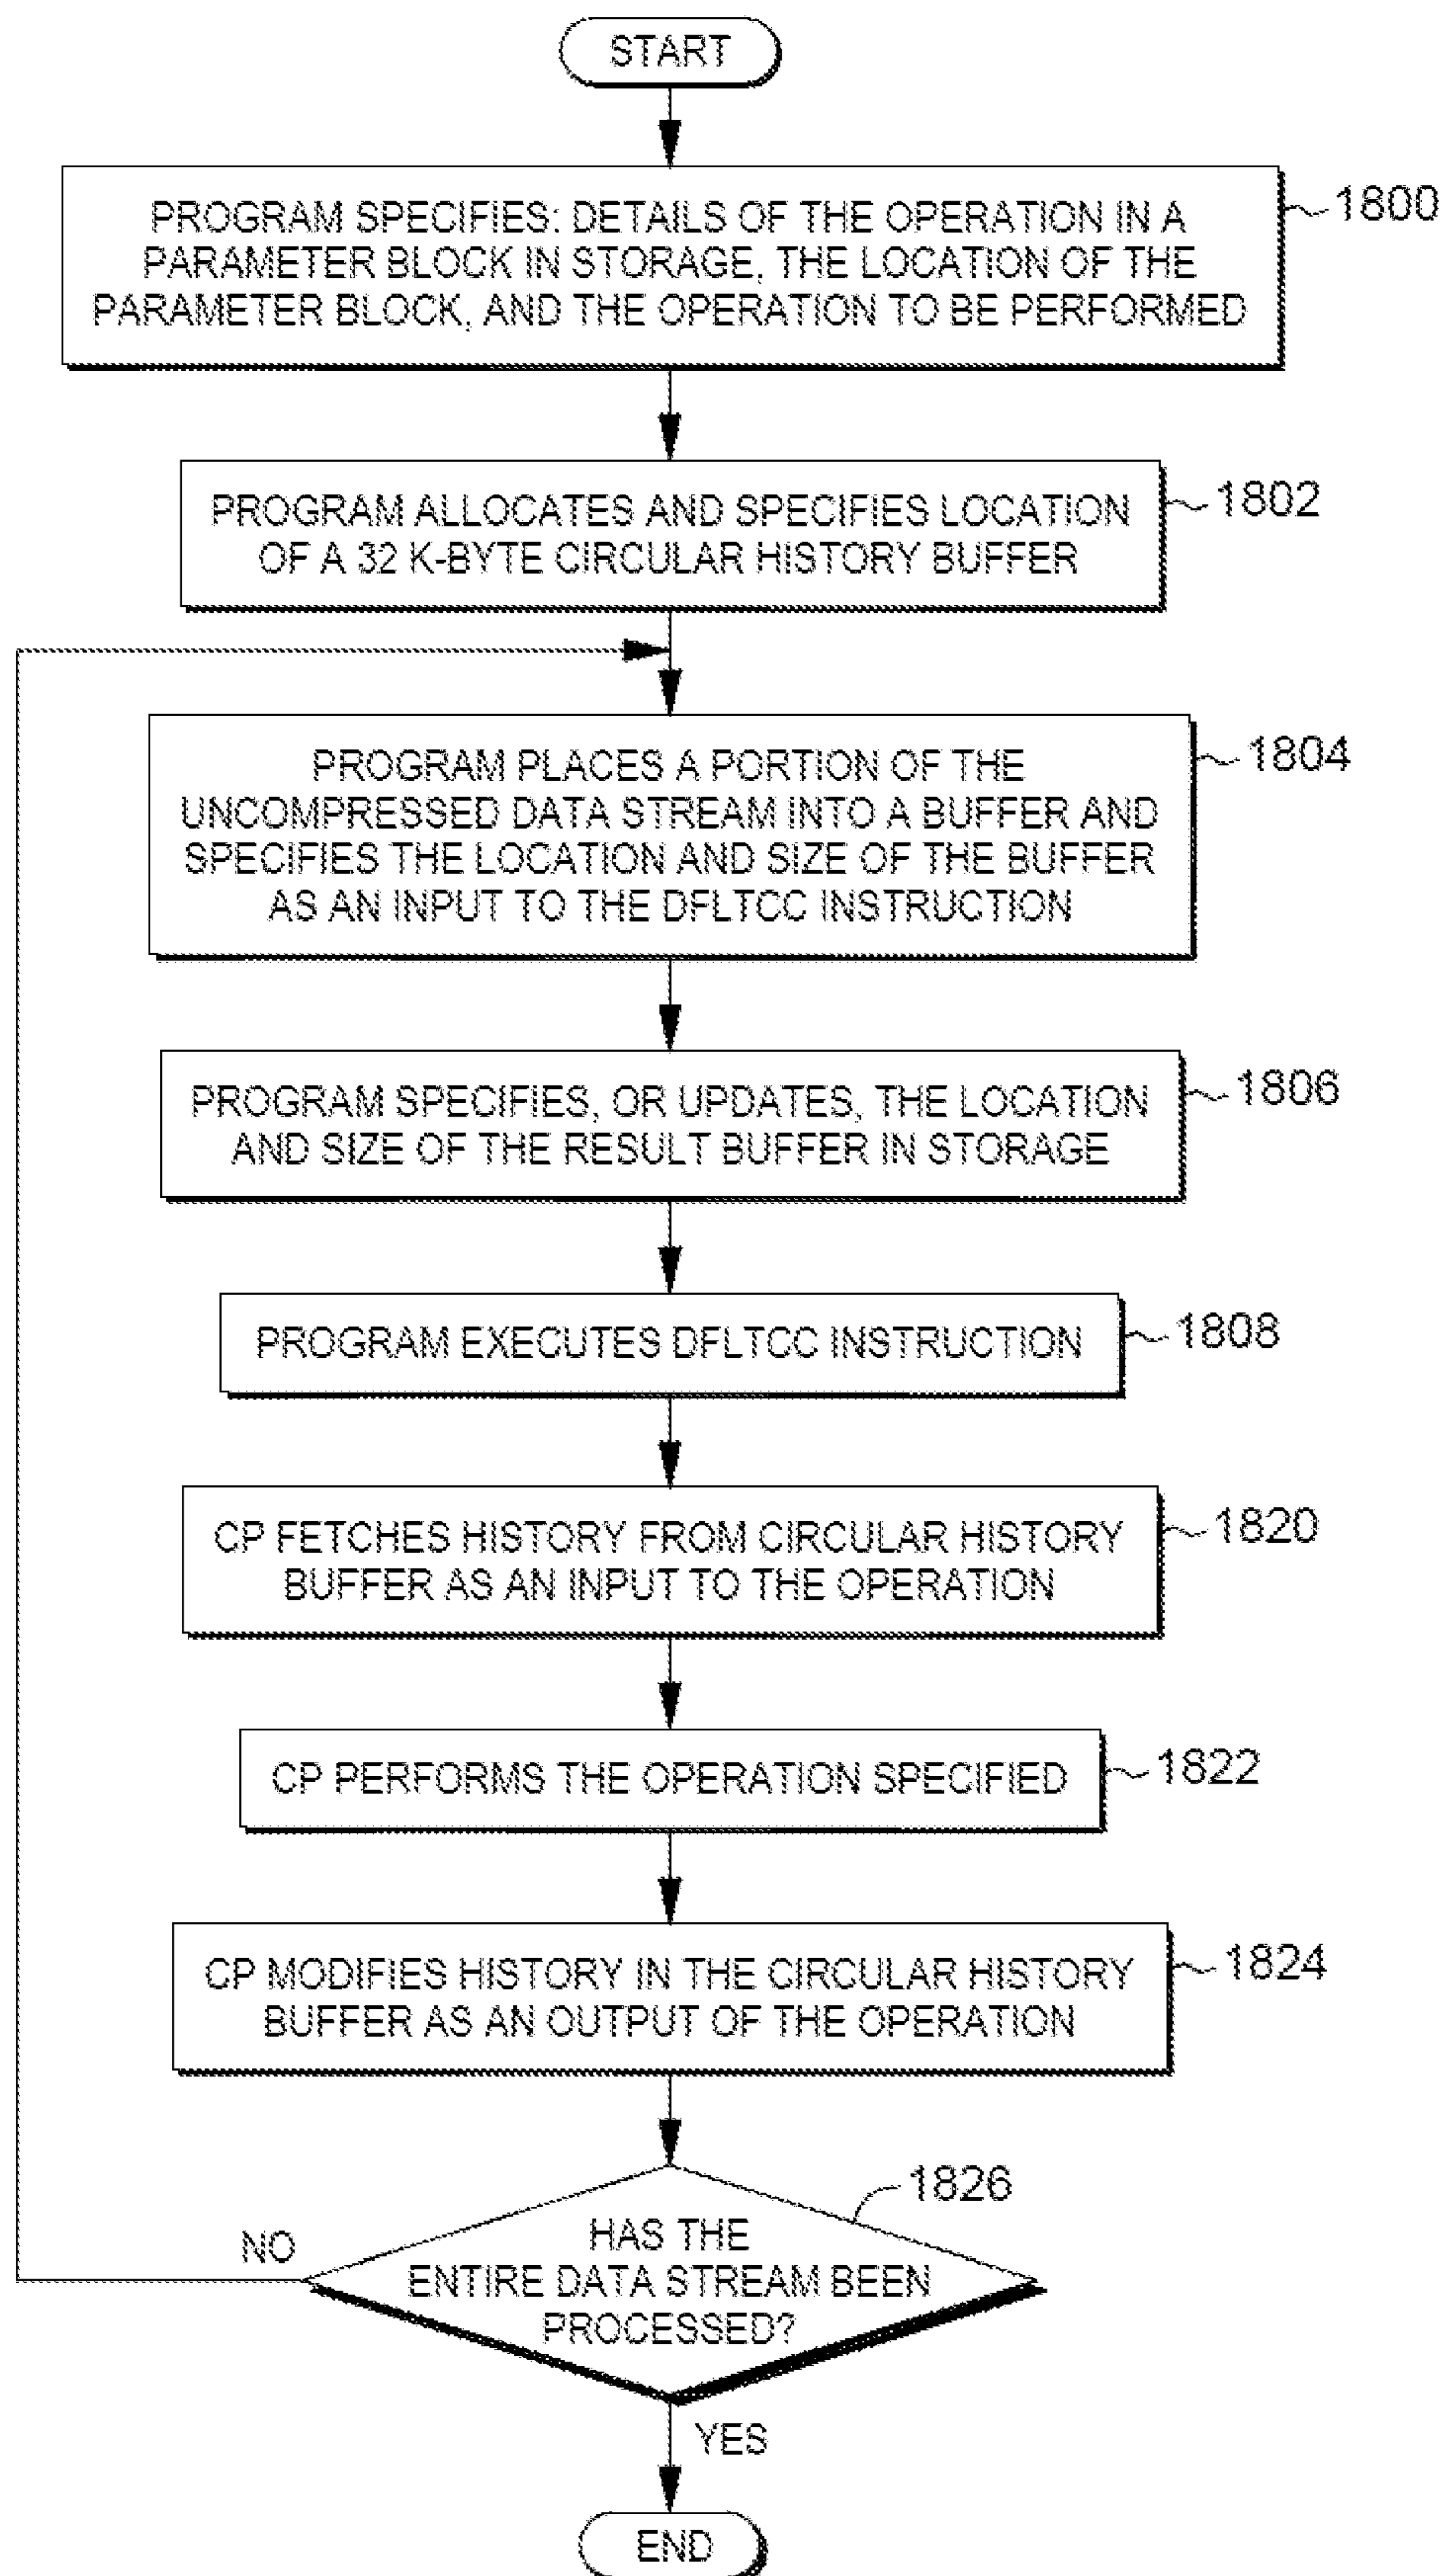 START
PROGRAM SPECIFIES: DETAILS OF THE OPERATION IN A
PARAMETER BLOCK IN STORAGE, THE LOCATION OF THE
PARAMETER BLOCK, AND THE OPERATION TO BE PERFORMED
1800
PROGRAM ALLOCATES AND SPECIFIES LOCATION
OF A 32 K-BYTE CIRCULAR HISTORY BUFFER
1802
PROGRAM PLACES A PORTION OF THE
UNCOMPRESSED DATA STREAM INTO A BUFFER AND
SPECIFIES THE LOCATION AND SIZE OF THE BUFFER
AS AN INPUT TO THE DFLTCC INSTRUCTION
1804
PROGRAM SPECIFIES, OR UPDATES, THE LOCATION
AND SIZE OF THE RESULT BUFFER IN STORAGE
1806
PROGRAM EXECUTES DFLTCC INSTRUCTION
1808
CP FETCHES HISTORY FROM CIRCULAR HISTORY
BUFFER AS AN INPUT TO THE OPERATION
1820
CP PERFORMS THE OPERATION SPECIFIED
1822
CP MODIFIES HISTORY IN THE CIRCULAR HISTORY
BUFFER AS AN OUTPUT OF THE OPERATION
1824
1826
HAS THE
ENTIRE DATA STREAM BEEN
PROCESSED?
NO
YES
END